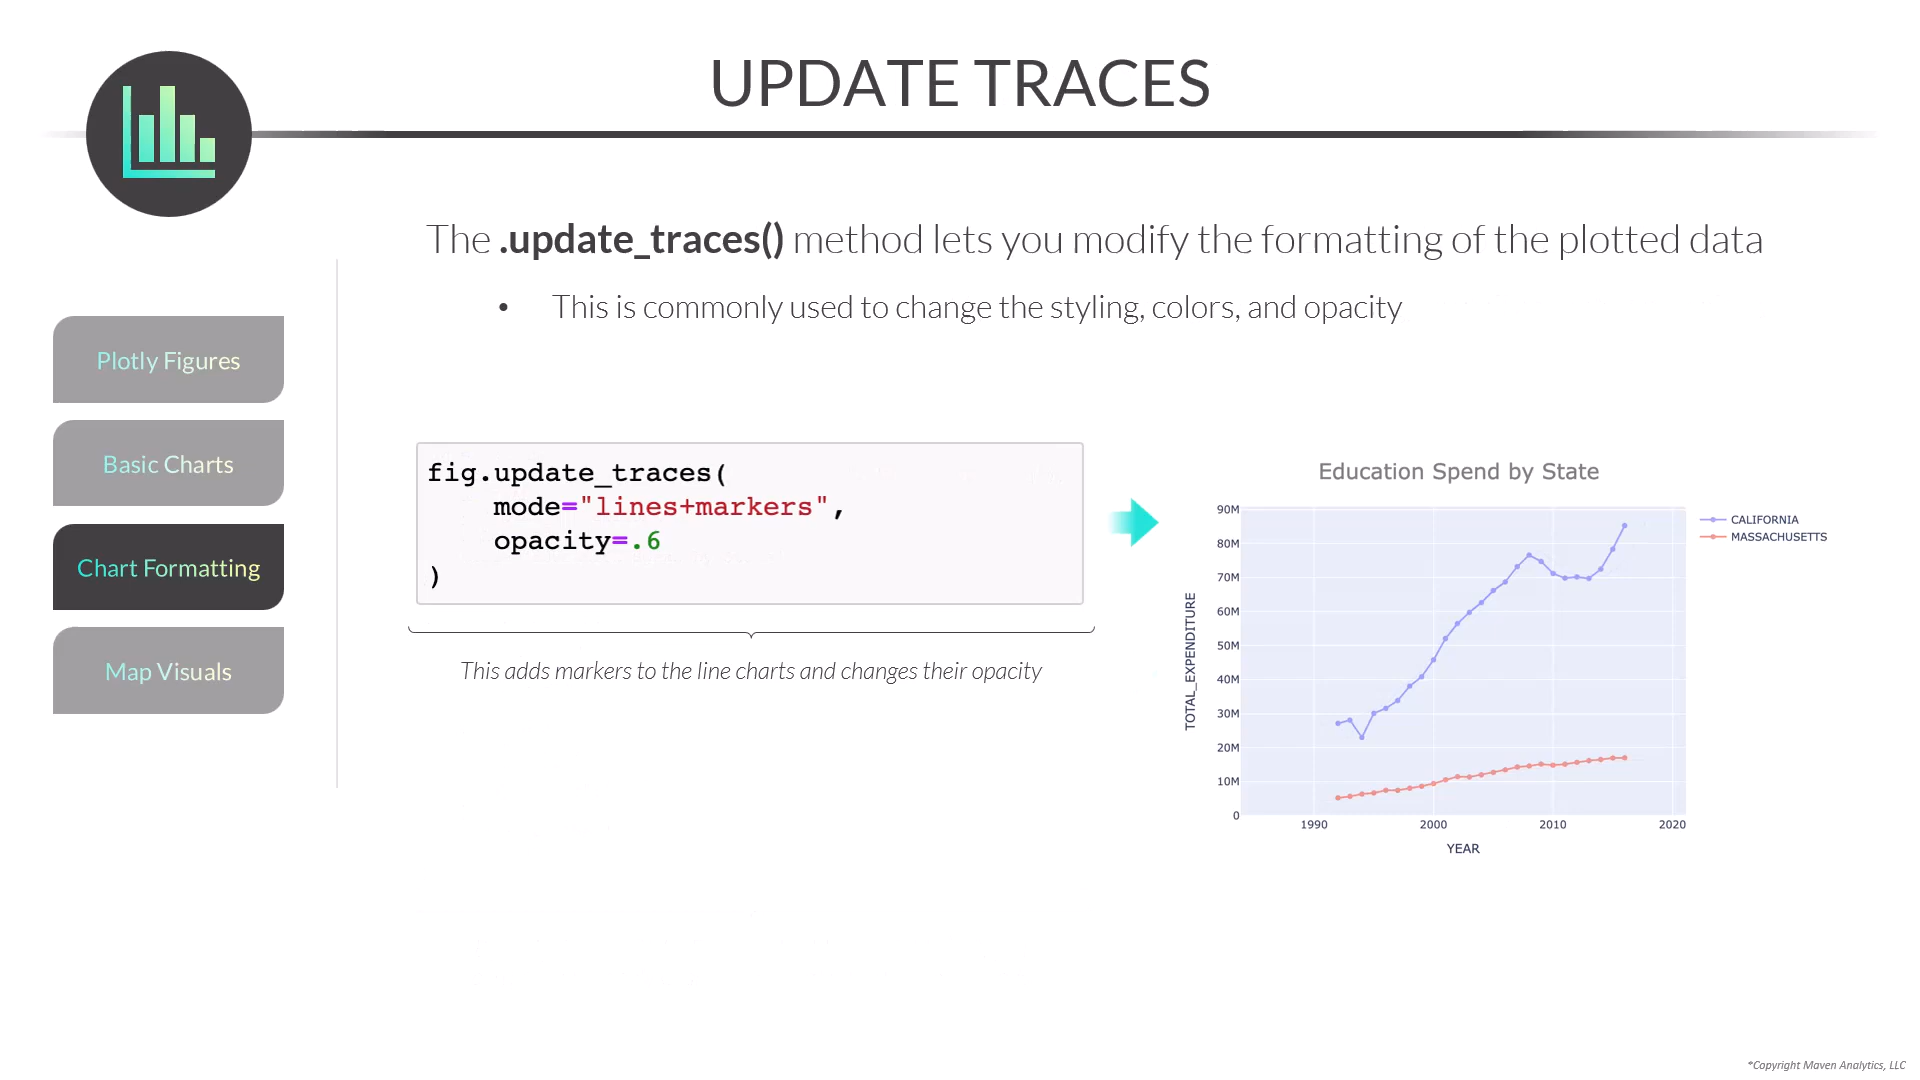 UPDATE TRACES
The .update_traces() method lets you modify the formatting of the plotted data
• This is commonly used to change the styling, colors, and opacity
Plotly Figures
Basic Charts
Chart Formatting
Map Visuals
fig.update_traces(
    mode="lines+markers",
    opacity=.6
)
This adds markers to the line charts and changes their opacity
Education Spend by State
90M
80M
70M
60M
50M
40M
30M
20M
10M
0
TOTAL_EXPENDITURE
1990 2000 2010 2020
YEAR
CALIFORNIA
MASSACHUSETTS
*Copyright Maven Analytics, LLC